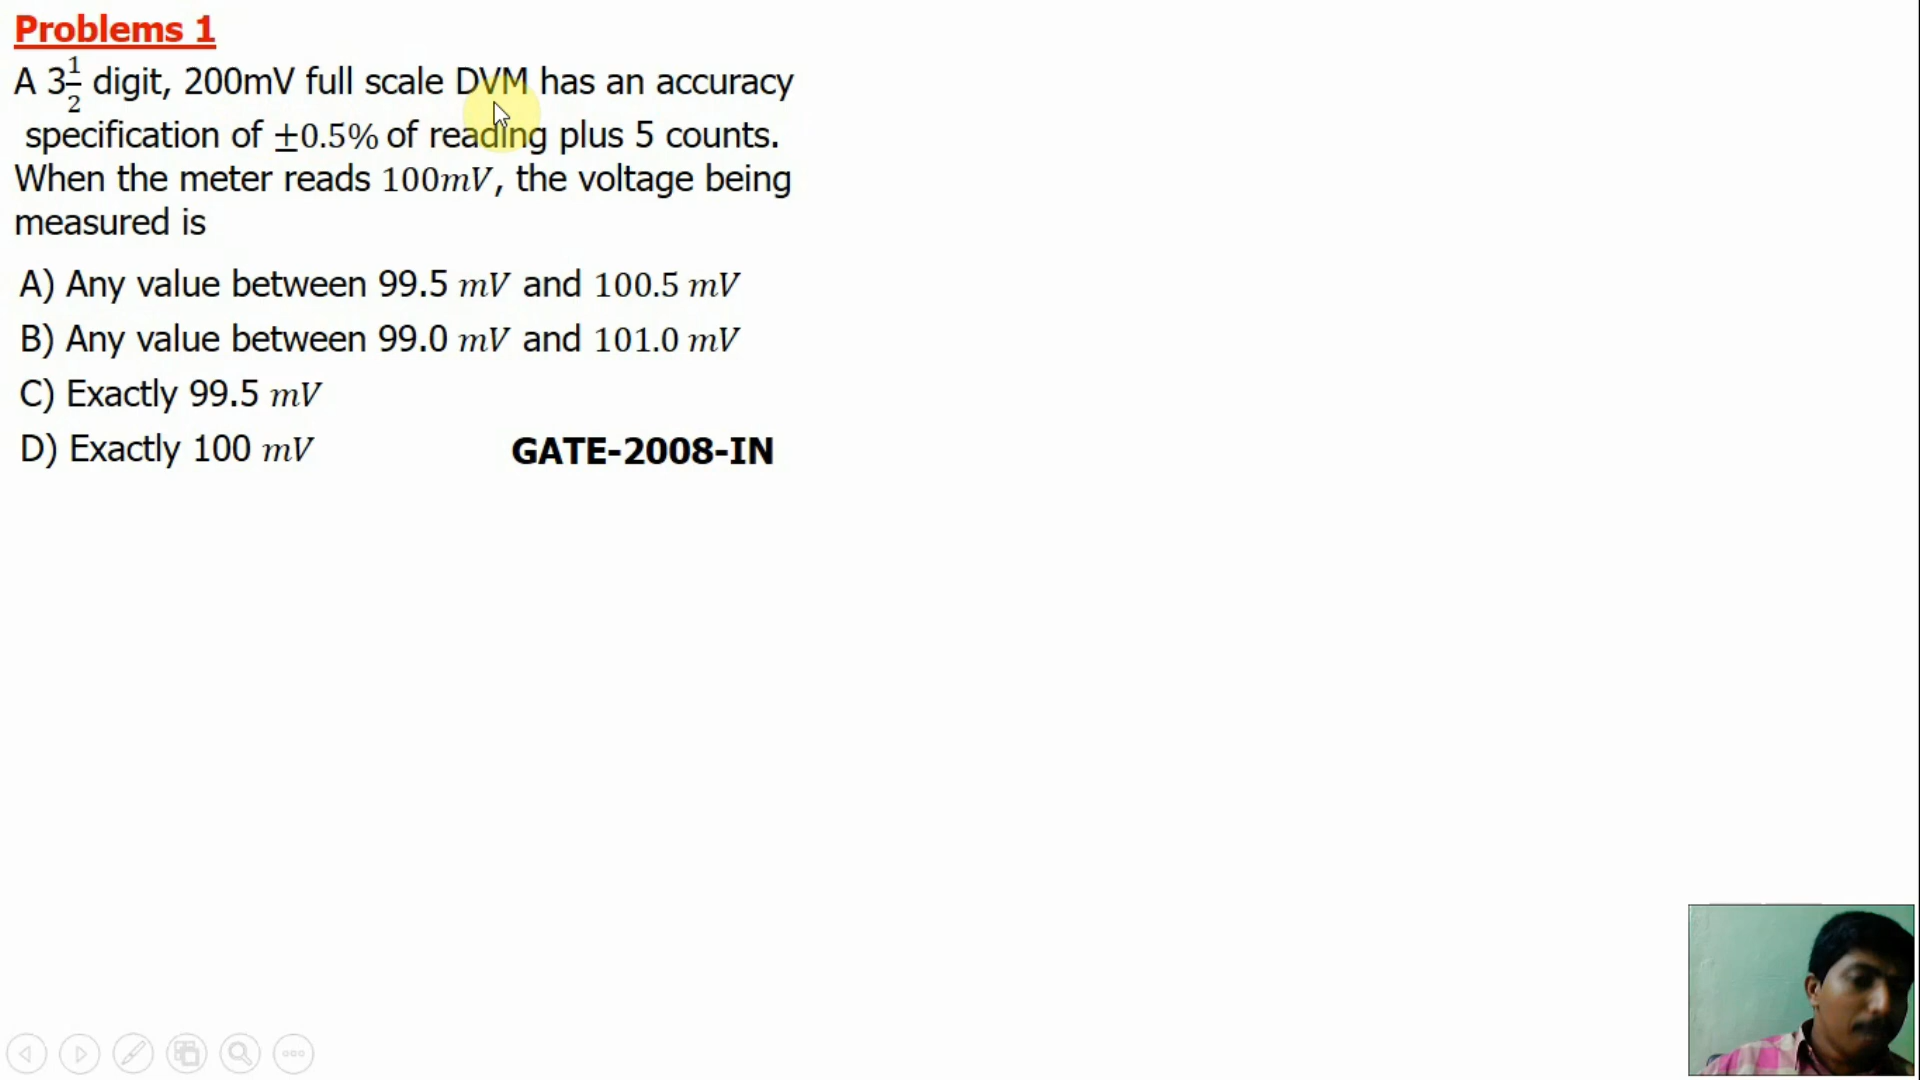 Problems 1
A 3 1/2 digit, 200mV full scale DVM has an accuracy
specification of ±0.5% of reading plus 5 counts.
When the meter reads 100mV, the voltage being
measured is
A) Any value between 99.5 mV and 100.5 mV
B) Any value between 99.0 mV and 101.0 mV
C) Exactly 99.5 mV
D) Exactly 100 mV
GATE-2008-IN